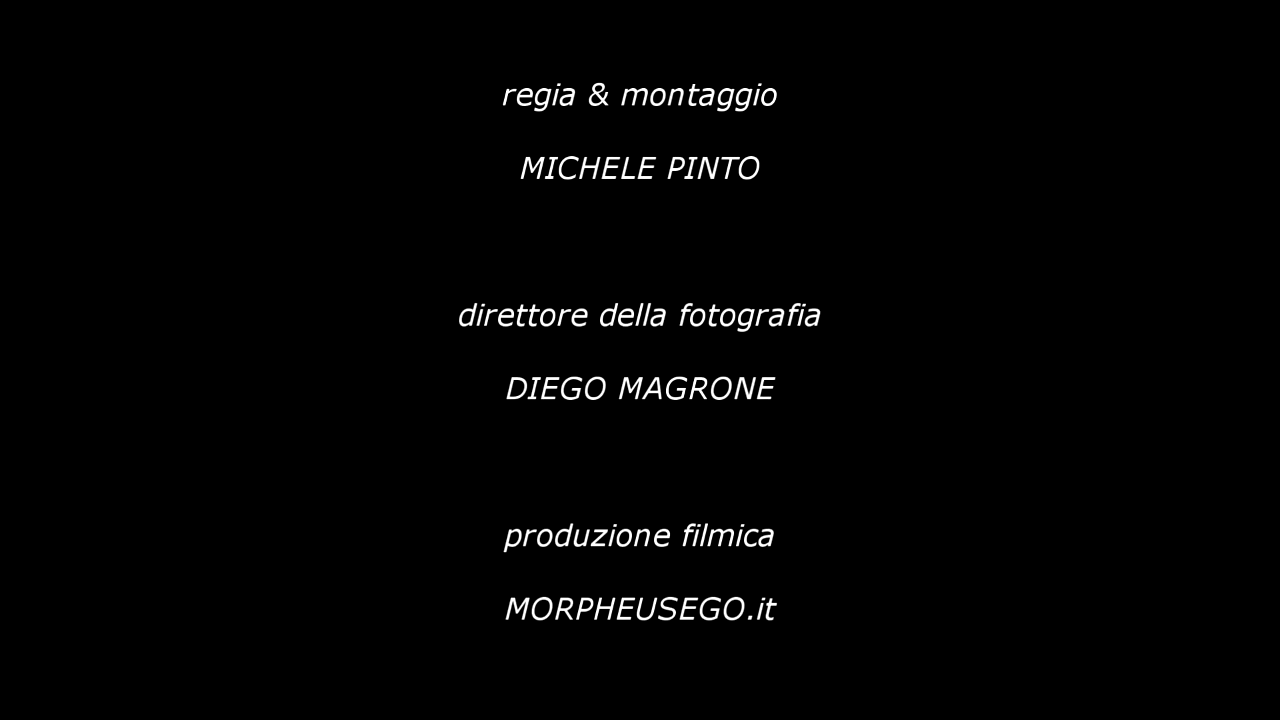 regia & montaggio
MICHELE PINTO
direttore della fotografia
DIEGO MAGRONE
produzione filmica
MORPHEUSEGO.it